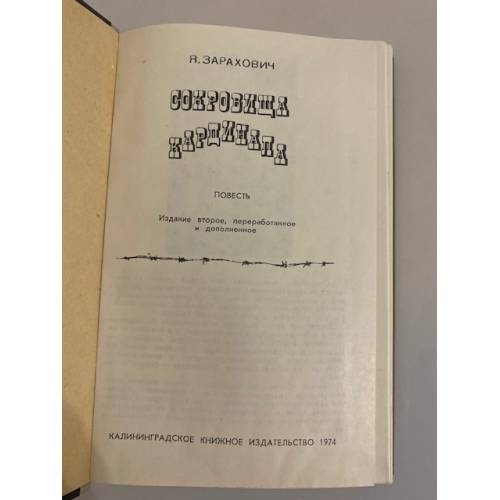 Я. ЗАРАХОВИЧ
СОКРОВИЩА
КАРДИНАЛА
ПОВЕСТЬ
Издание второе, переработанное
и дополненное
КАЛИНИНГРАДСКОЕ КНИЖНОЕ ИЗДАТЕЛЬСТВО 1974